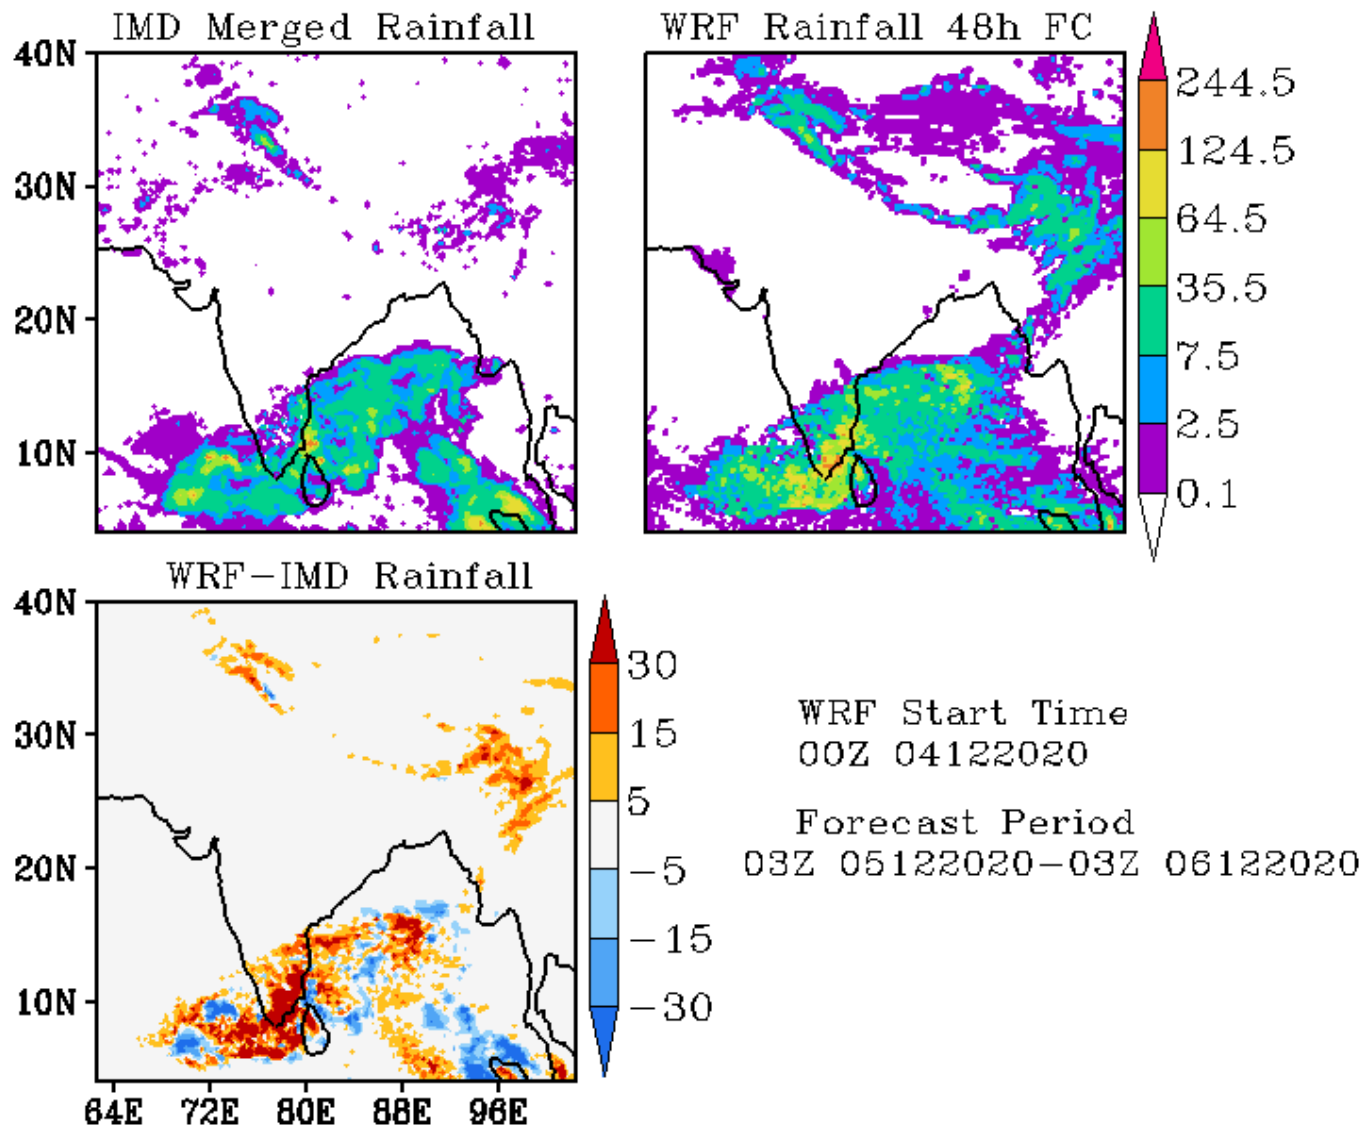 IMD Merged Rainfall
WRF Rainfall 48h FC
40N
30N
20N
10N
244.5
124.5
64.5
35.5
7.5
2.5
0.1
WRF-IMD Rainfall
40N
30N
20N
10N
64E 72E 80E 88E 96E
30
15
5
-5
-15
-30
WRF Start Time
00Z 04122020
Forecast Period
03Z 05122020-03Z 06122020